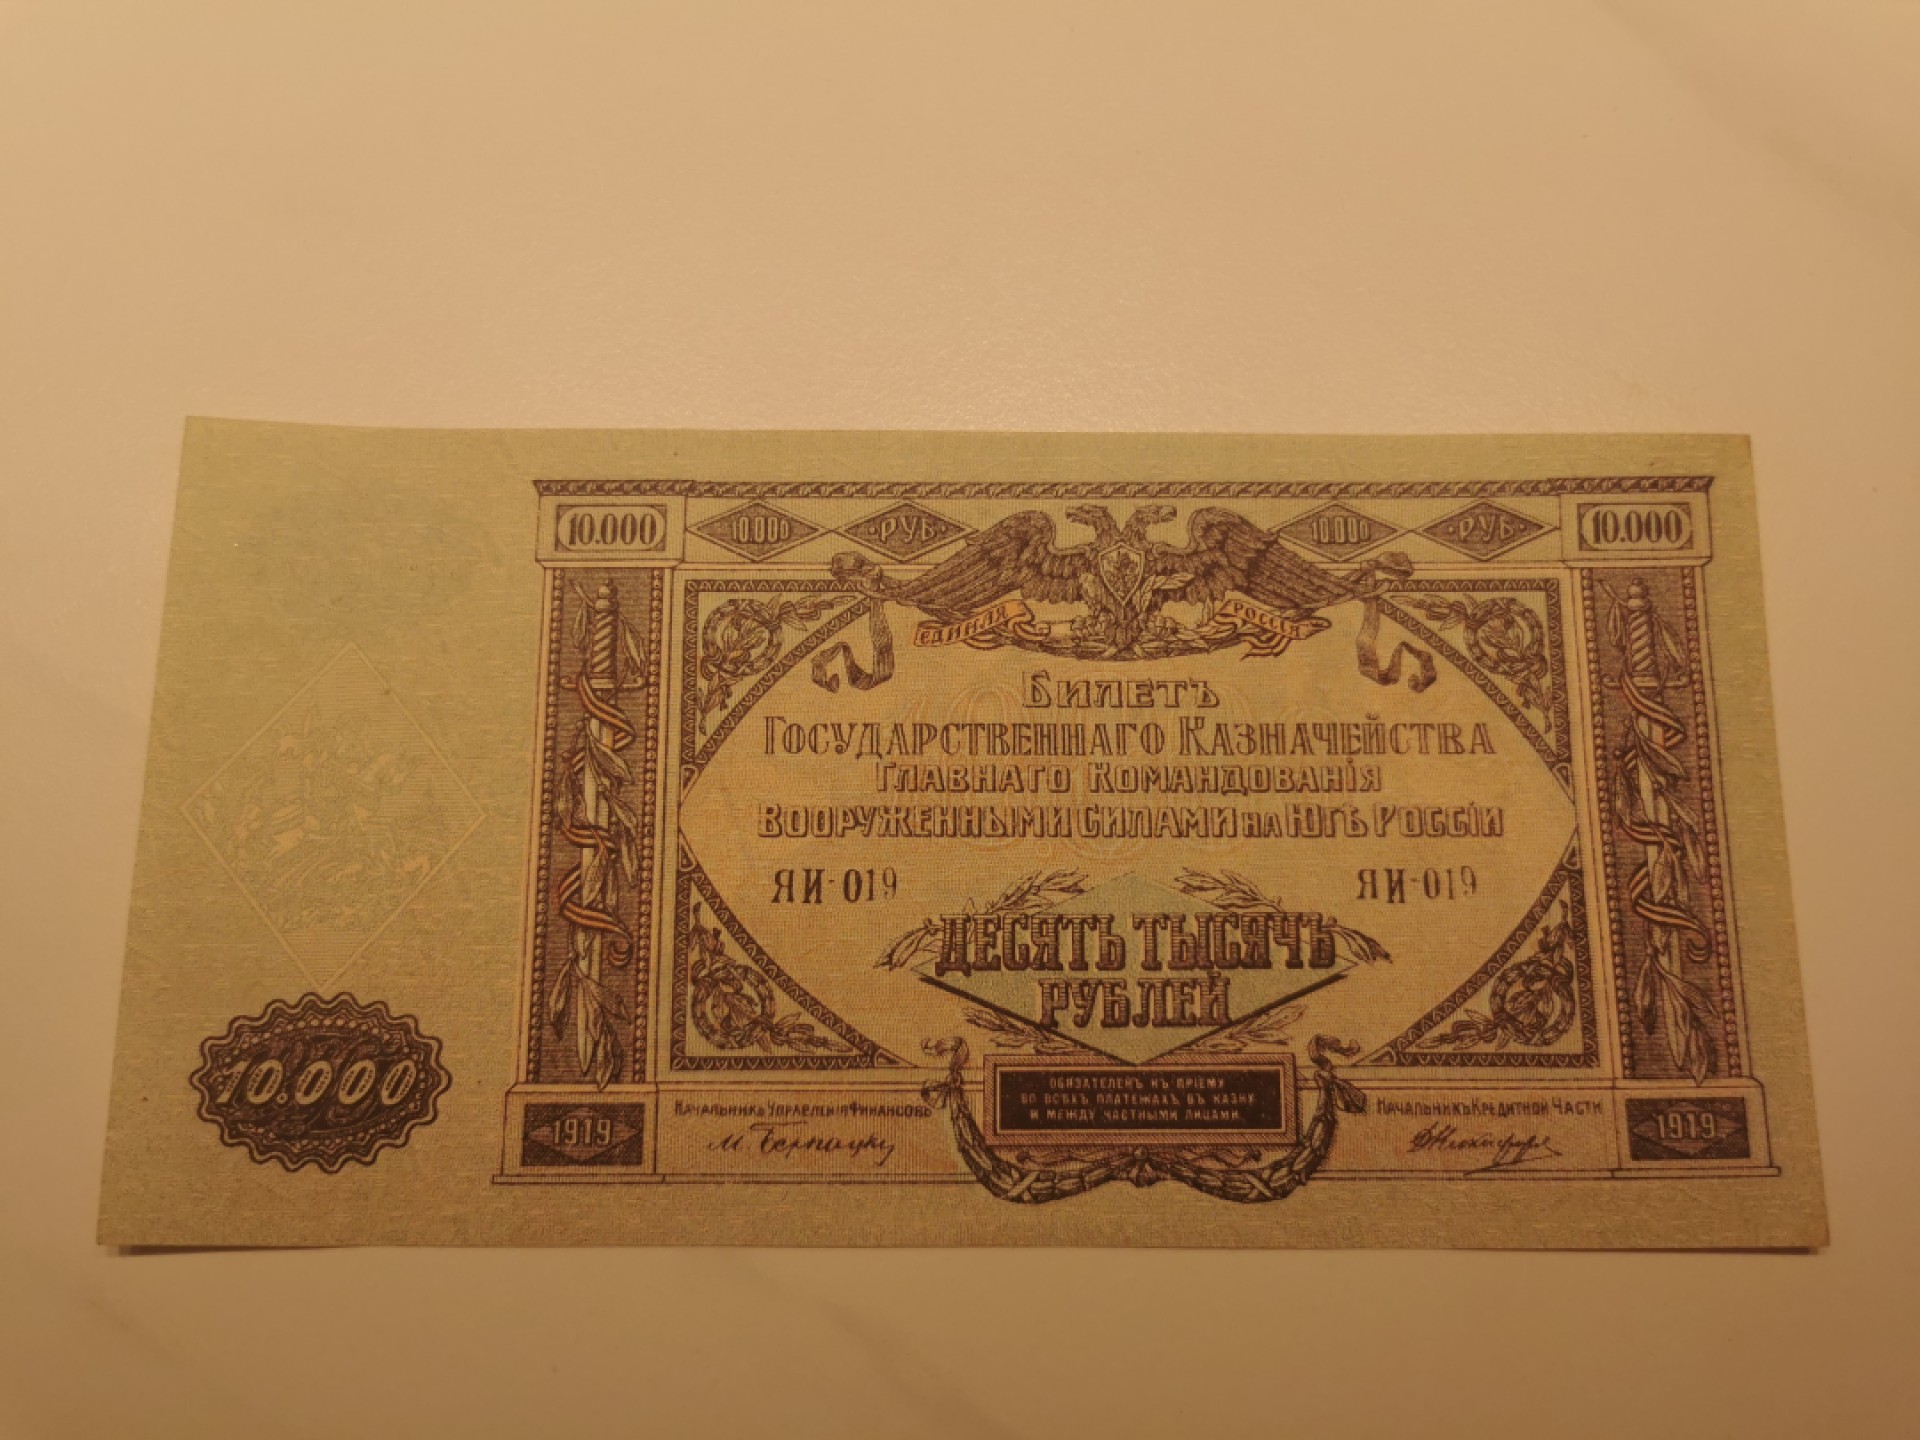 10.000 10.000 РУБ. 10.000 РУБ. 10.000
ЕДИНАЯ РОССІЯ
БИЛЕТЪ
ГОСУДАРСТВЕННАГО КАЗНАЧЕЙСТВА
ГЛАВНАГО КОМАНДОВАНІЯ
ВООРУЖЕННЫМИ СИЛАМИ НА ЮГѢ РОССІИ
ЯИ-019 ЯИ-019
ДЕСЯТЬ ТЫСЯЧЪ
РУБЛЕЙ
10.000
ОБЯЗАТЕЛЕНЪ КЪ ПРІЕМУ
ВО ВСѢХЪ ПЛАТЕЖАХЪ ВЪ КАЗНУ
И МЕЖДУ ЧАСТНЫМИ ЛИЦАМИ.
1919 НАЧАЛЬНИКЪ УПРАВЛЕНІЯ ФИНАНСОВЪ НАЧАЛЬНИКЪ КРЕДИТНОЙ ЧАСТИ 1919
М. Бернацкій